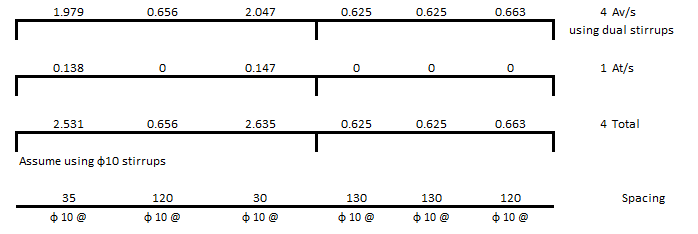 1.979 0.656 2.047 0.625 0.625 0.663 4 Av/s
using dual stirrups
0.138 0 0.147 0 0 0 1 At/s
2.531 0.656 2.635 0.625 0.625 0.663 4 Total
Assume using ϕ10 stirrups
35 120 30 130 130 120 Spacing
ϕ 10 @ ϕ 10 @ ϕ 10 @ ϕ 10 @ ϕ 10 @ ϕ 10 @